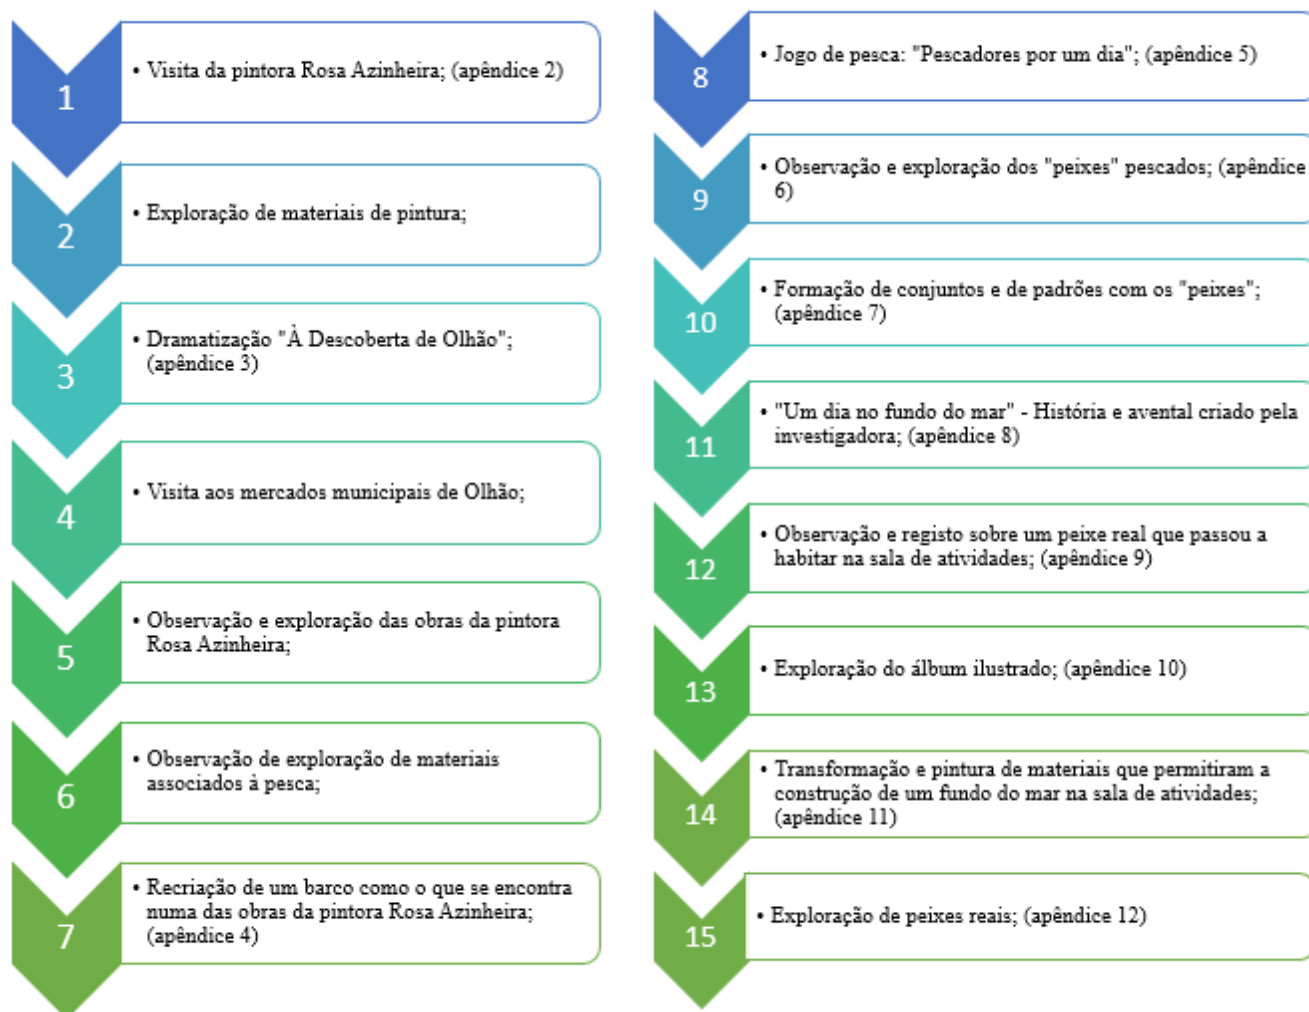 1
• Visita da pintora Rosa Azinheira; (apêndice 2)
2
• Exploração de materiais de pintura;
3
• Dramatização "À Descoberta de Olhão";
(apêndice 3)
4
• Visita aos mercados municipais de Olhão;
5
• Observação e exploração das obras da pintora
Rosa Azinheira;
6
• Observação de exploração de materiais
associados à pesca;
7
• Recriação de um barco como o que se encontra
numa das obras da pintora Rosa Azinheira;
(apêndice 4)
8
• Jogo de pesca: "Pescadores por um dia"; (apêndice 5)
9
• Observação e exploração dos "peixes" pescados; (apêndice
6)
10
• Formação de conjuntos e de padrões com os "peixes";
(apêndice 7)
11
• "Um dia no fundo do mar" - História e avental criado pela
investigadora; (apêndice 8)
12
• Observação e registo sobre um peixe real que passou a
habitar na sala de atividades; (apêndice 9)
13
• Exploração do álbum ilustrado; (apêndice 10)
14
• Transformação e pintura de materiais que permitiram a
construção de um fundo do mar na sala de atividades;
(apêndice 11)
15
• Exploração de peixes reais; (apêndice 12)